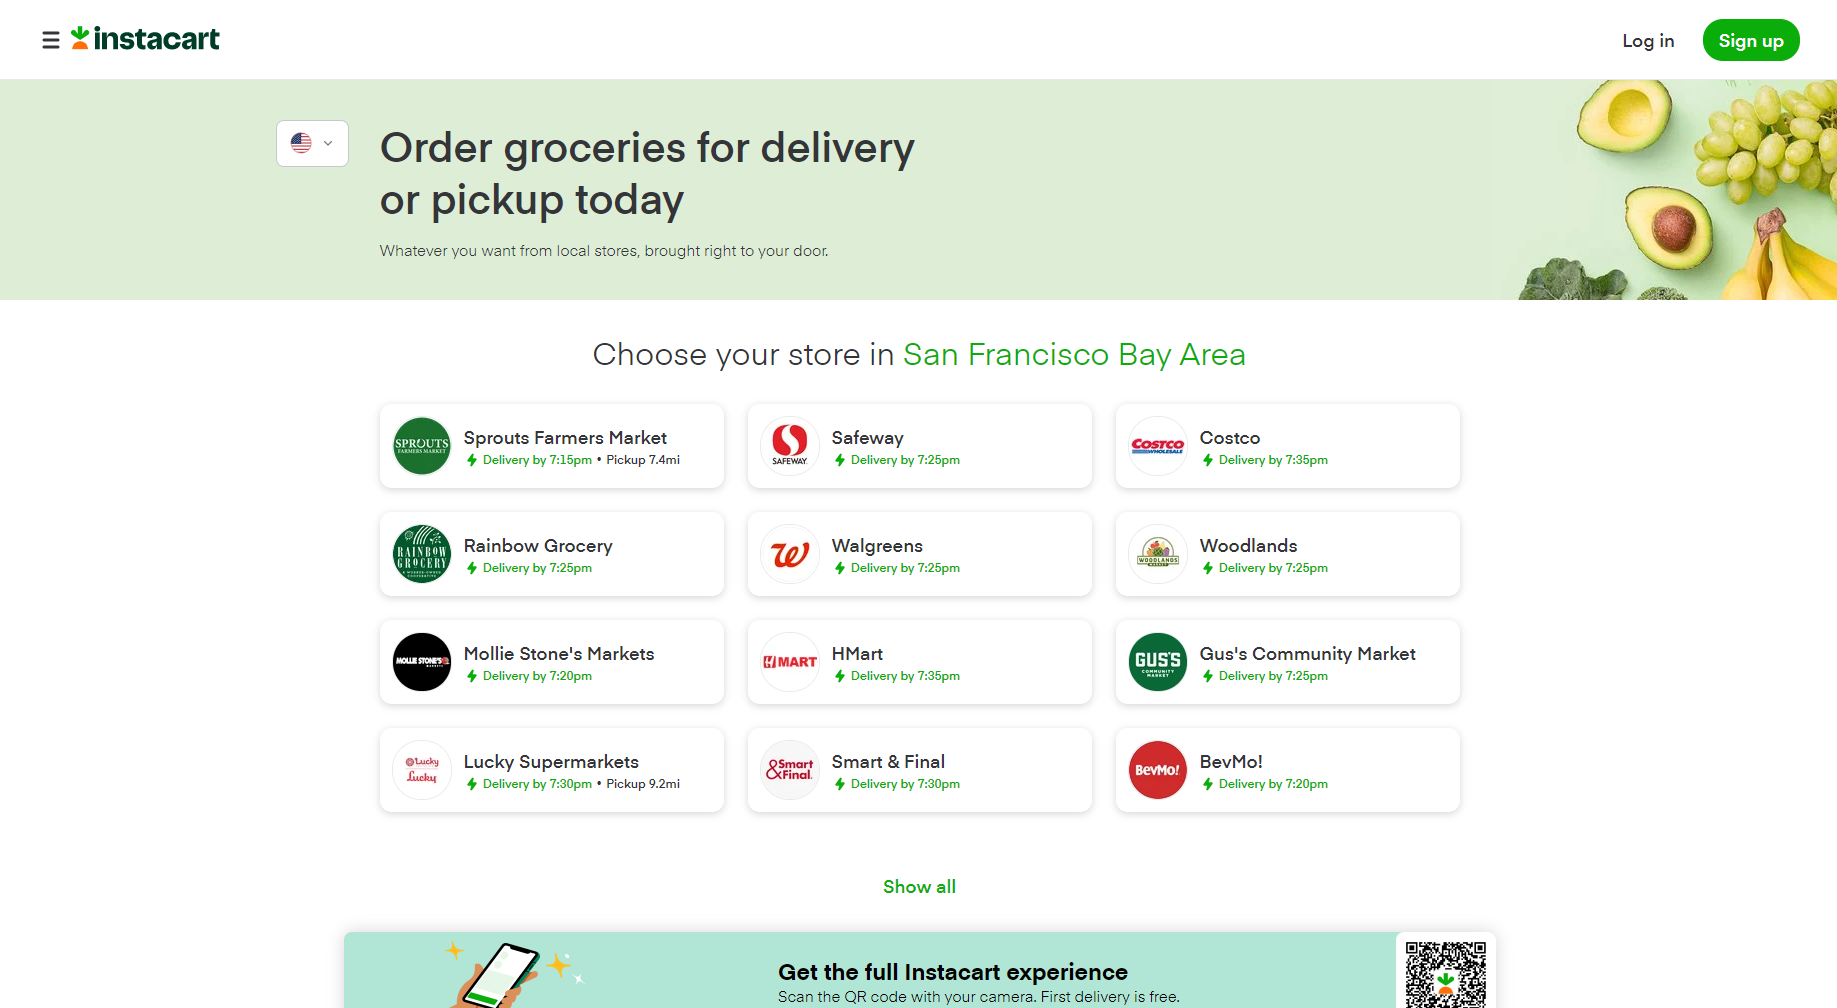 instacart
Log in
Sign up
Order groceries for delivery
or pickup today
Whatever you want from local stores, brought right to your door.
Choose your store in San Francisco Bay Area
SPROUTS
FARMERS MARKET
Sprouts Farmers Market
Delivery by 7:15pm • Pickup 7.4mi
SAFEWAY
Safeway
Delivery by 7:25pm
COSTCO
WHOLESALE
Costco
Delivery by 7:35pm
RAINBOW
GROCERY
A WORKER-OWNED
COOPERATIVE
Rainbow Grocery
Delivery by 7:25pm
W
Walgreens
Delivery by 7:25pm
WOODLANDS
MARKET
Woodlands
Delivery by 7:25pm
MOLLIE STONE'S
MARKETS
Mollie Stone's Markets
Delivery by 7:20pm
H MART
HMart
Delivery by 7:35pm
GUS'S
COMMUNITY
MARKET
Gus's Community Market
Delivery by 7:25pm
Lucky
Lucky
Lucky Supermarkets
Delivery by 7:30pm • Pickup 9.2mi
Smart
&Final.
Smart & Final
Delivery by 7:30pm
BevMo!
BevMo!
Delivery by 7:20pm
Show all
Get the full Instacart experience
Scan the QR code with your camera. First delivery is free.